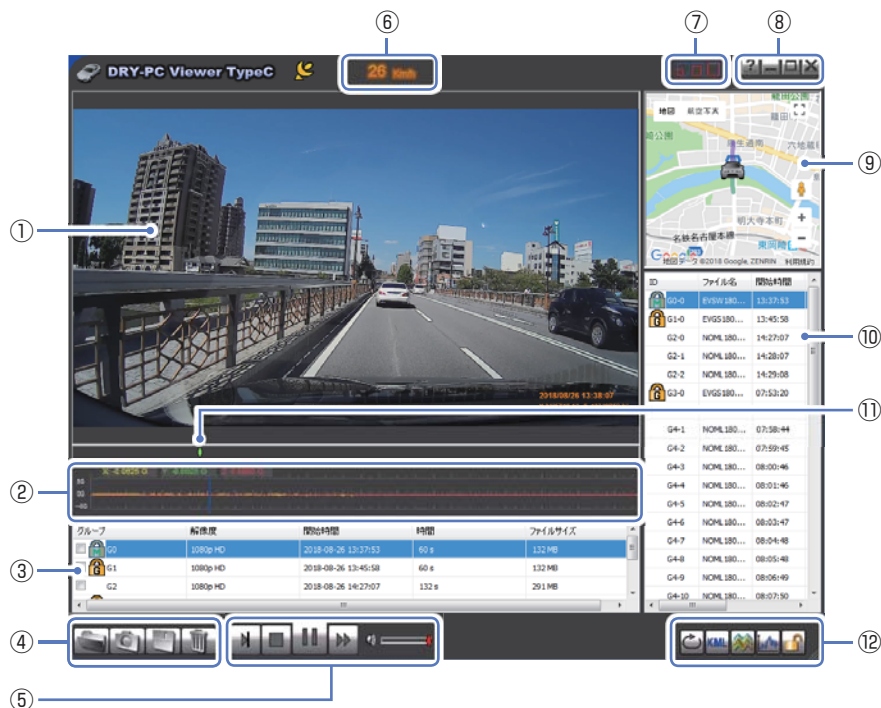 ⑥
⑦
⑧
DRY-PC Viewer TypeC
26 Km/h
?
地図 航空写真
籠田公園
籠田
六地蔵
明大寺本町
名鉄名古屋本線
東岡崎
+
−
地図データ ©2018 Google, ZENRIN 利用規約
①
⑨
2018/08/26 13:38:07
ID ファイル名 開始時間
G0-0 EVSW180... 13:37:53
G1-0 EVGS180... 13:45:58
G2-0 NOML180... 14:27:07
G2-1 NOML180... 14:28:07
G2-2 NOML180... 14:29:08
G3-0 EVGS180... 07:53:20
G4-1 NOML180... 07:58:44
G4-2 NOML180... 07:59:45
G4-3 NOML180... 08:00:46
G4-4 NOML180... 08:01:46
G4-5 NOML180... 08:02:47
G4-6 NOML180... 08:03:47
G4-7 NOML180... 08:04:48
G4-8 NOML180... 08:05:48
G4-9 NOML180... 08:06:49
G4-10 NOML180... 08:07:50
⑩
⑪
②
グループ 解像度 開始時間 時間 ファイルサイズ
G0 1080p HD 2018-08-26 13:37:53 60 s 132 MB
G G1 1080p HD 2018-08-26 13:45:58 60 s 132 MB
G2 1080p HD 2018-08-26 14:27:07 132 s 291 MB
③
④
KML
⑫
⑤